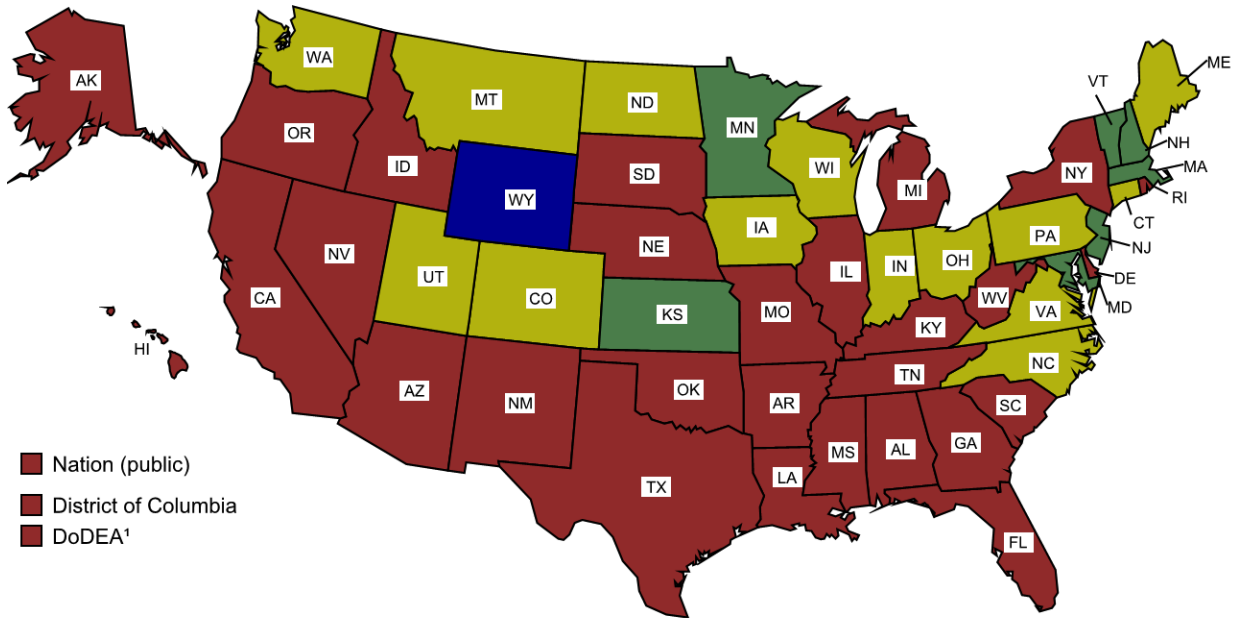 ME
WA
AK
VT
MT
ND
MN
OR
NH
ID
SD
WI
NY
MA
MI
WY
RI
CT
IA
PA
NE
NJ
NV
OH
IL
IN
UT
DE
CA
CO
WV
MD
KS
MO
VA
KY
HI
NC
TN
AZ
OK
NM
AR
SC
GA
AL
MS
Nation (public)
LA
TX
District of Columbia
DoDEA¹
FL